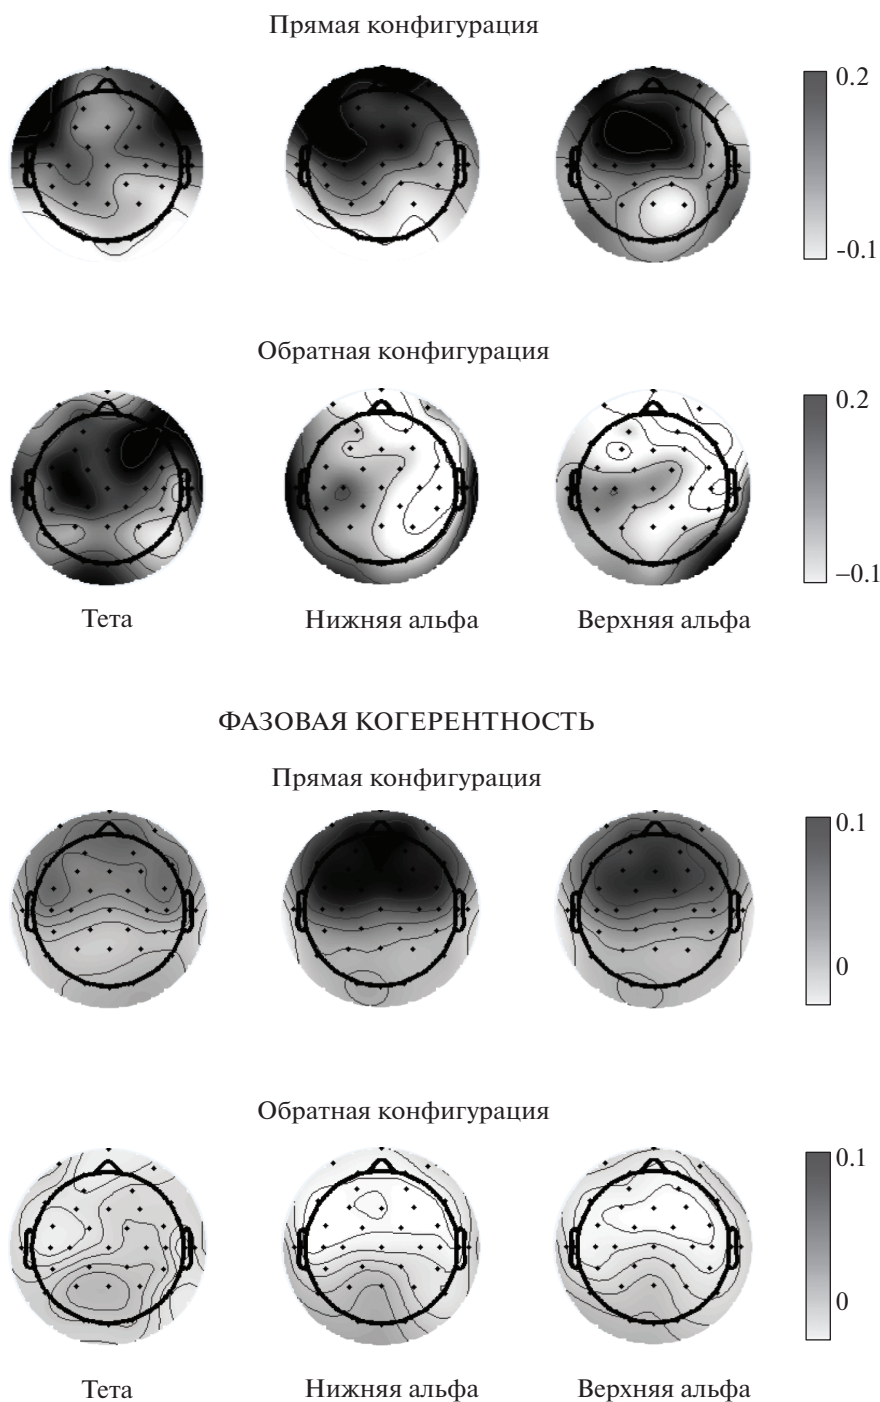 Прямая конфигурация
0.2
-0.1
Обратная конфигурация
0.2
–0.1
Тета
Нижняя альфа
Верхняя альфа
ФАЗОВАЯ КОГЕРЕНТНОСТЬ
Прямая конфигурация
0.1
0
Обратная конфигурация
0.1
0
Тета
Нижняя альфа
Верхняя альфа